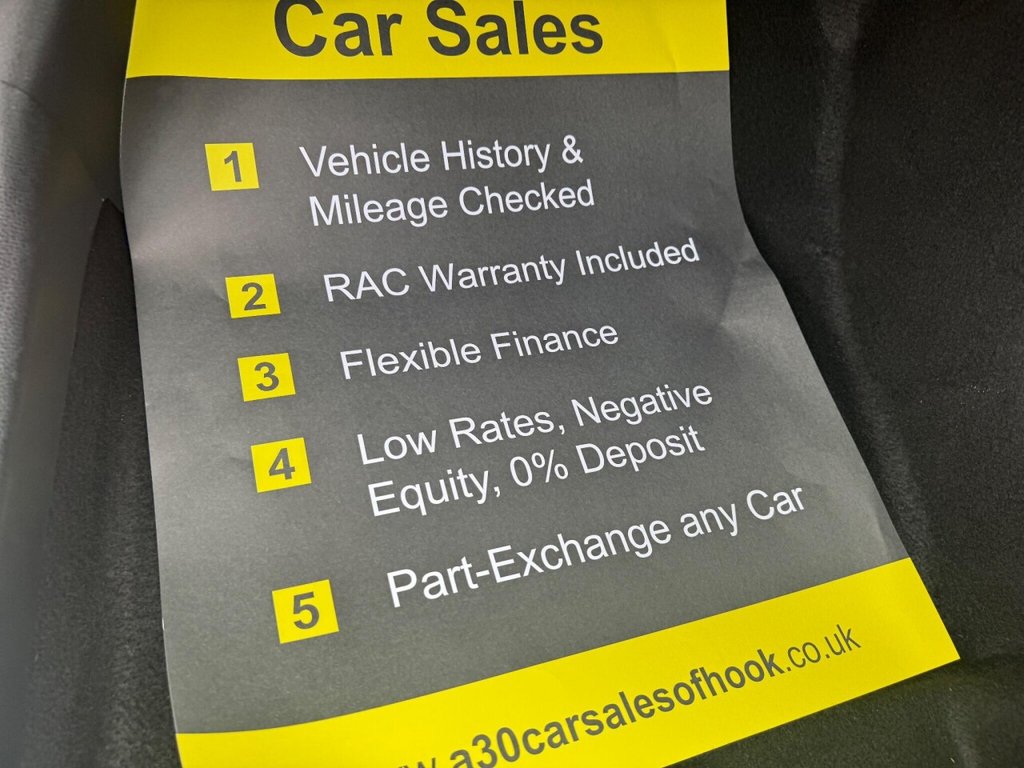 Car Sales
1 Vehicle History &
Mileage Checked
2 RAC Warranty Included
3 Flexible Finance
4 Low Rates, Negative
Equity, 0% Deposit
5 Part-Exchange any Car
w.a30carsalesofhook.co.uk